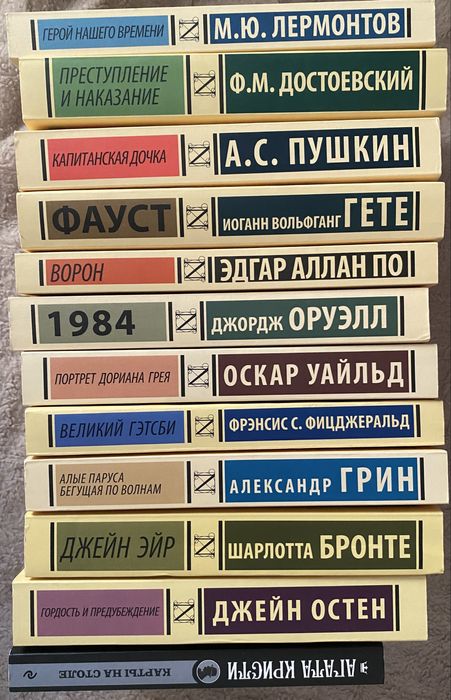 ГЕРОЙ НАШЕГО ВРЕМЕНИ М.Ю. ЛЕРМОНТОВ
ПРЕСТУПЛЕНИЕ
И НАКАЗАНИЕ
Ф.М. ДОСТОЕВСКИЙ
КАПИТАНСКАЯ ДОЧКА А.С. ПУШКИН
ФАУСТ ИОГАНН ВОЛЬФГАНГ ГЕТЕ
ВОРОН ЭДГАР АЛЛАН ПО
1984 ДЖОРДЖ ОРУЭЛЛ
ПОРТРЕТ ДОРИАНА ГРЕЯ ОСКАР УАЙЛЬД
ВЕЛИКИЙ ГЭТСБИ ФРЭНСИС С. ФИЦДЖЕРАЛЬД
АЛЫЕ ПАРУСА
БЕГУЩАЯ ПО ВОЛНАМ
АЛЕКСАНДР ГРИН
ДЖЕЙН ЭЙР ШАРЛОТТА БРОНТЕ
ГОРДОСТЬ И ПРЕДУБЕЖДЕНИЕ ДЖЕЙН ОСТЕН
АГАТА КРИСТИ КАРТЫ НА СТОЛЕ